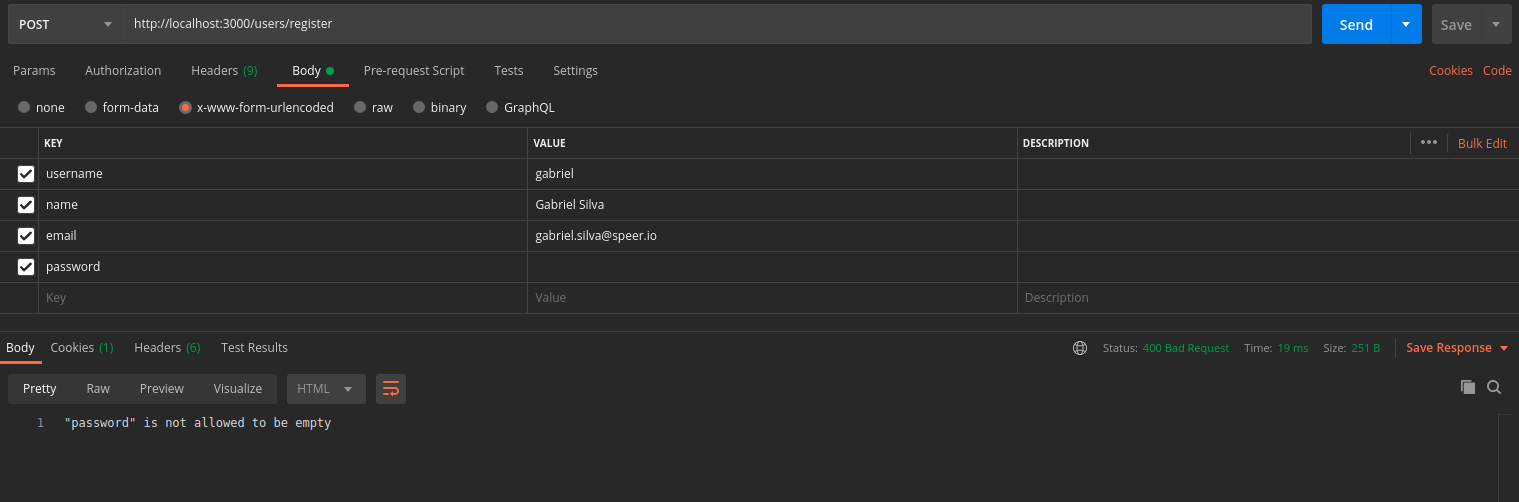 POST http://localhost:3000/users/register Send Save
Params Authorization Headers (9) Body Pre-request Script Tests Settings Cookies Code
none form-data x-www-form-urlencoded raw binary GraphQL
KEY VALUE DESCRIPTION ••• Bulk Edit
username gabriel
name Gabriel Silva
email gabriel.silva@speer.io
password
Key Value Description
Body Cookies (1) Headers (6) Test Results Status: 400 Bad Request Time: 19 ms Size: 251 B Save Response
Pretty Raw Preview Visualize HTML
1 "password" is not allowed to be empty